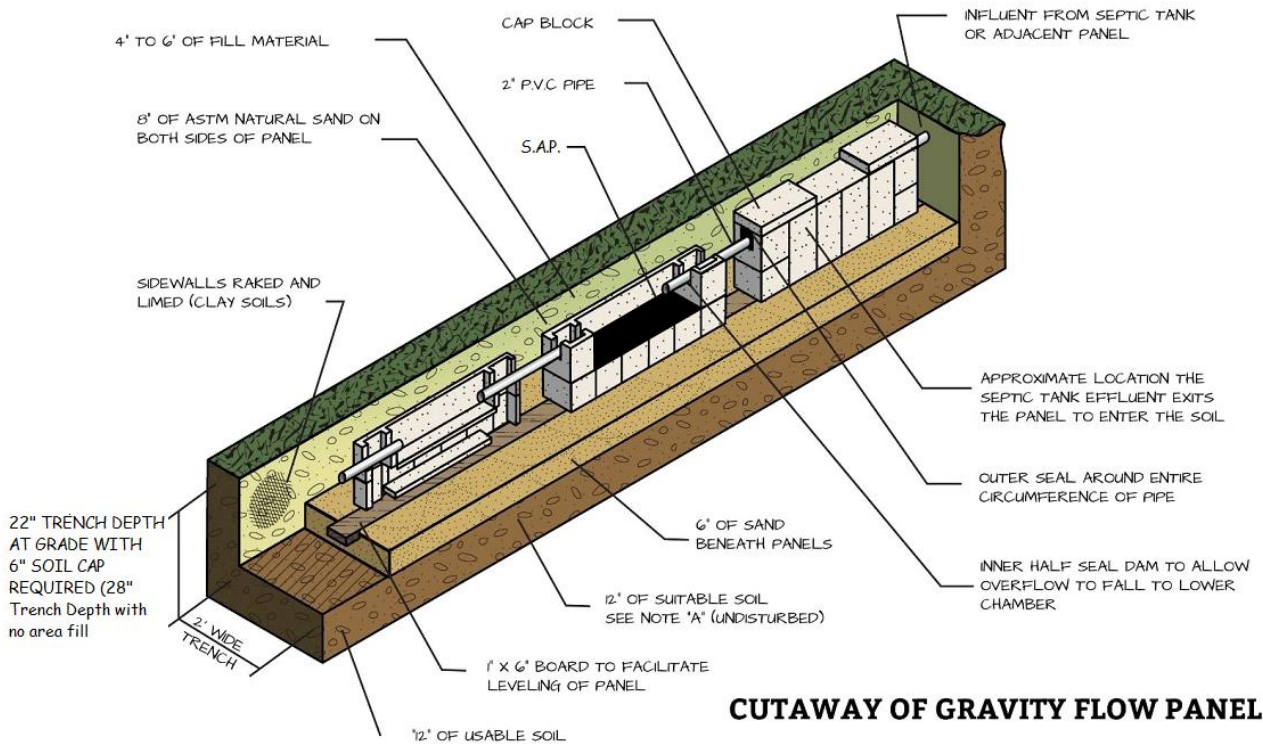 CAP BLOCK
INFLUENT FROM SEPTIC TANK
OR ADJACENT PANEL
4" TO 6" OF FILL MATERIAL
2" P.V.C PIPE
8" OF ASTM NATURAL SAND ON
BOTH SIDES OF PANEL
S.A.P.
SIDEWALLS RAKED AND
LIMED (CLAY SOILS)
APPROXIMATE LOCATION THE
SEPTIC TANK EFFLUENT EXITS
THE PANEL TO ENTER THE SOIL
OUTER SEAL AROUND ENTIRE
CIRCUMFERENCE OF PIPE
22" TRENCH DEPTH
AT GRADE WITH
6" SOIL CAP
REQUIRED (28"
Trench Depth with
no area fill
6" OF SAND
BENEATH PANELS
INNER HALF SEAL DAM TO ALLOW
OVERFLOW TO FALL TO LOWER
CHAMBER
12" OF SUITABLE SOIL
SEE NOTE "A" (UNDISTURBED)
2' WIDE
TRENCH
1" X 6" BOARD TO FACILITATE
LEVELING OF PANEL
CUTAWAY OF GRAVITY FLOW PANEL
"12" OF USABLE SOIL